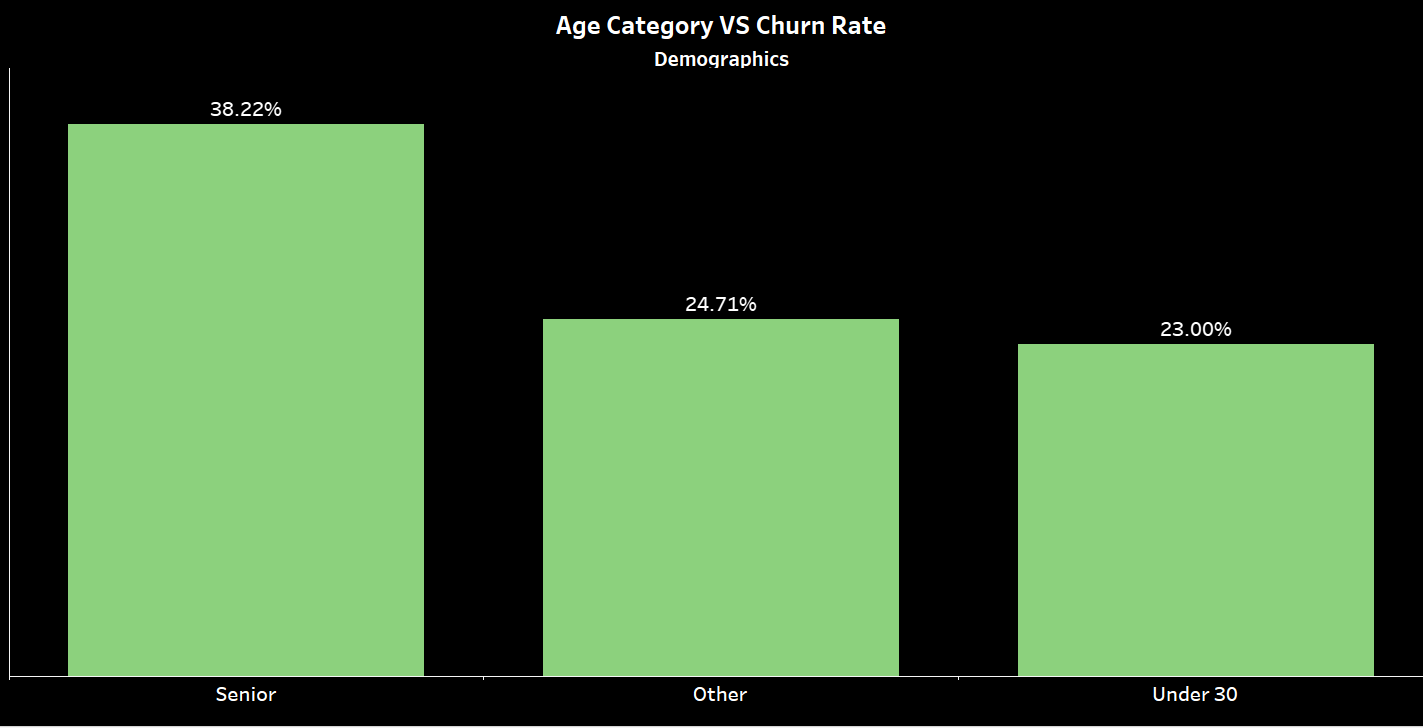 Age Category VS Churn Rate
Demographics
38.22%
24.71%
23.00%
Senior
Other
Under 30